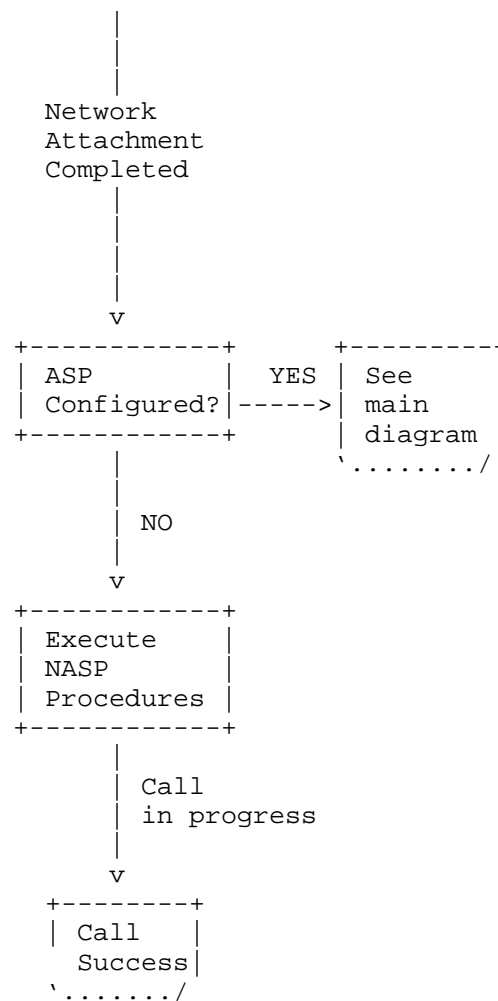 Network
Attachment
Completed
v
ASP YES See
Configured? -----> main
diagram
NO
v
Execute
NASP
Procedures
Call
in progress
v
Call
Success